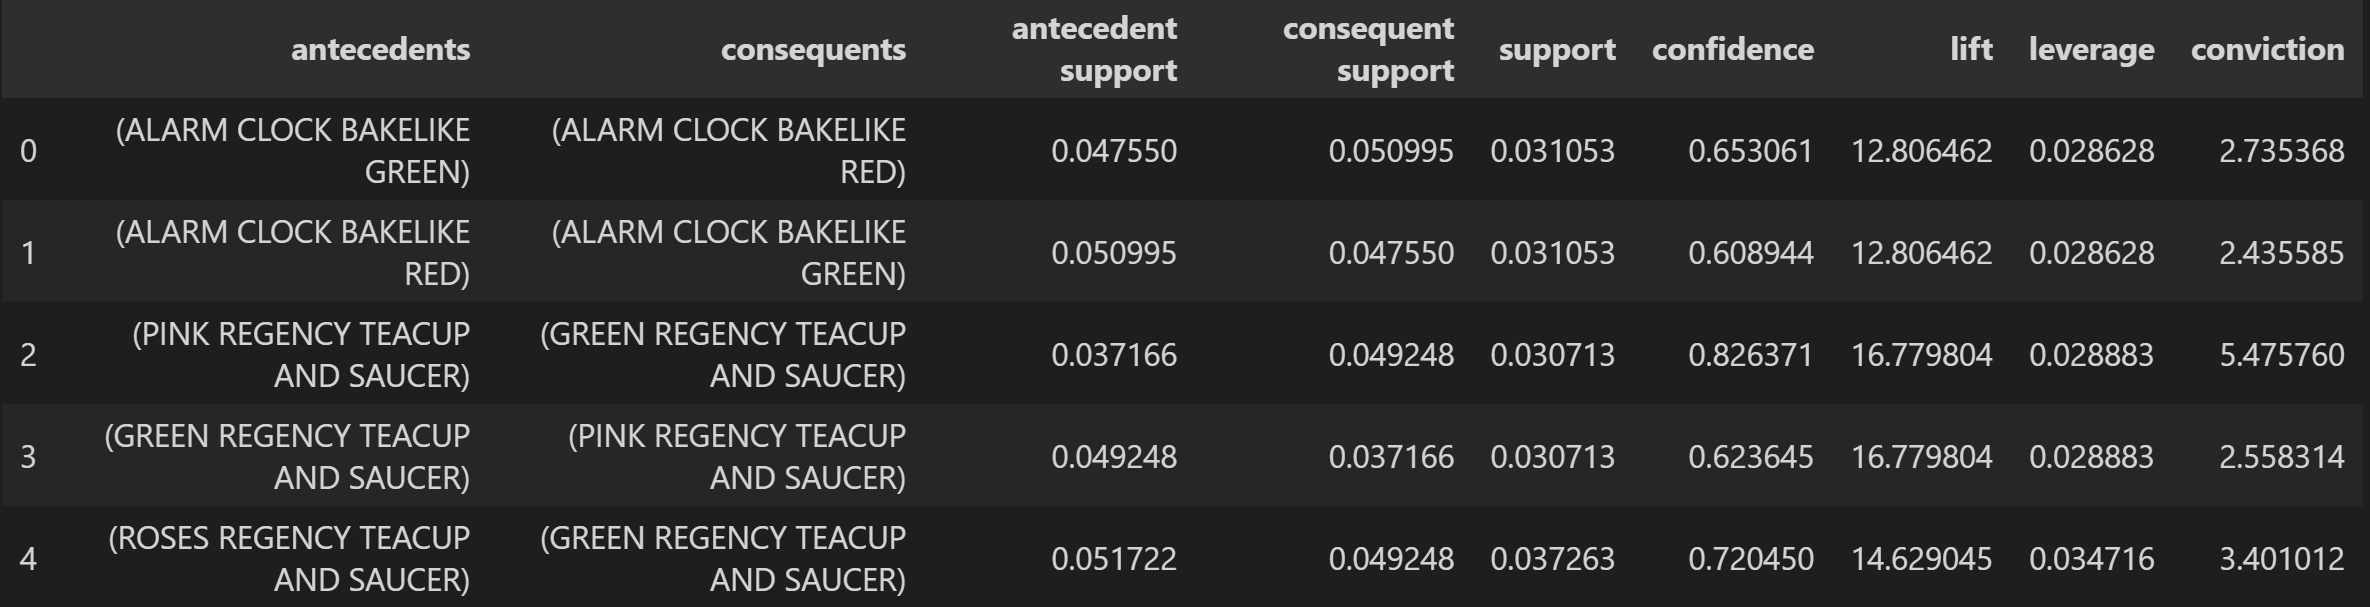 antecedents consequents antecedent support consequent support support confidence lift leverage conviction
0 (ALARM CLOCK BAKELIKE GREEN) (ALARM CLOCK BAKELIKE RED) 0.047550 0.050995 0.031053 0.653061 12.806462 0.028628 2.735368
1 (ALARM CLOCK BAKELIKE RED) (ALARM CLOCK BAKELIKE GREEN) 0.050995 0.047550 0.031053 0.608944 12.806462 0.028628 2.435585
2 (PINK REGENCY TEACUP AND SAUCER) (GREEN REGENCY TEACUP AND SAUCER) 0.037166 0.049248 0.030713 0.826371 16.779804 0.028883 5.475760
3 (GREEN REGENCY TEACUP AND SAUCER) (PINK REGENCY TEACUP AND SAUCER) 0.049248 0.037166 0.030713 0.623645 16.779804 0.028883 2.558314
4 (ROSES REGENCY TEACUP AND SAUCER) (GREEN REGENCY TEACUP AND SAUCER) 0.051722 0.049248 0.037263 0.720450 14.629045 0.034716 3.401012